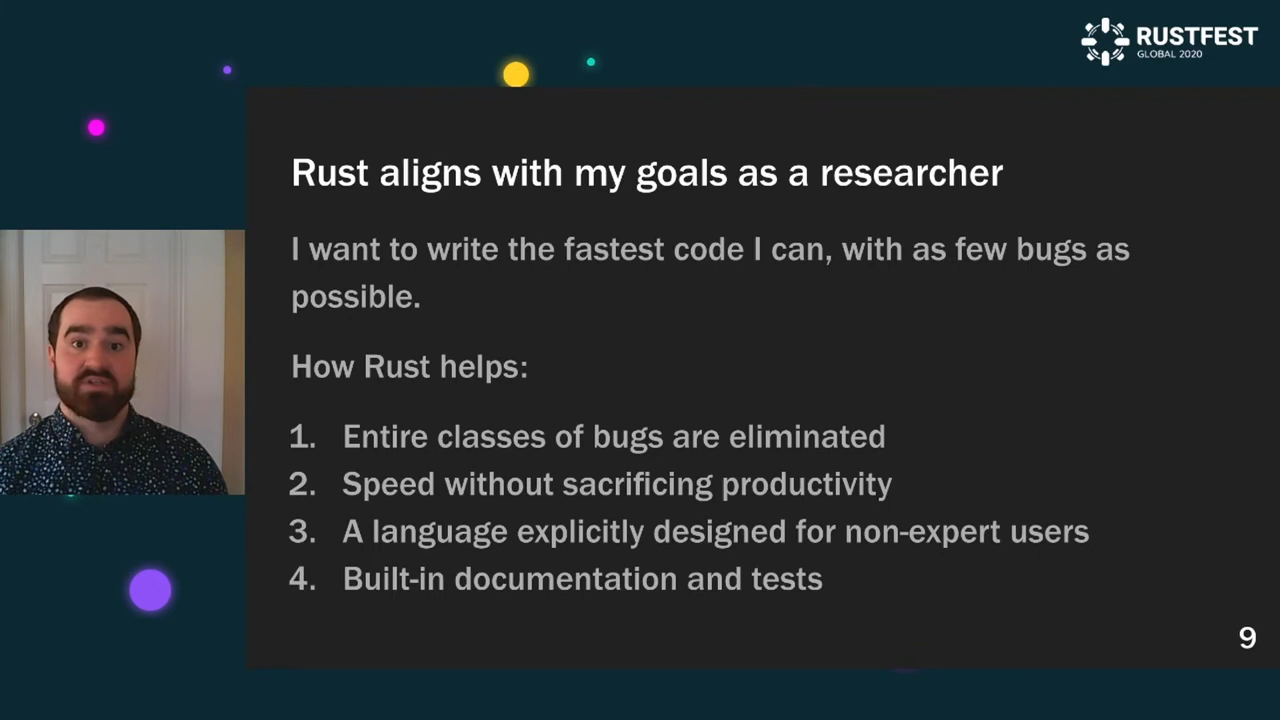 RUSTFEST
GLOBAL 2020
Rust aligns with my goals as a researcher
I want to write the fastest code I can, with as few bugs as
possible.
How Rust helps:
1. Entire classes of bugs are eliminated
2. Speed without sacrificing productivity
3. A language explicitly designed for non-expert users
4. Built-in documentation and tests
9